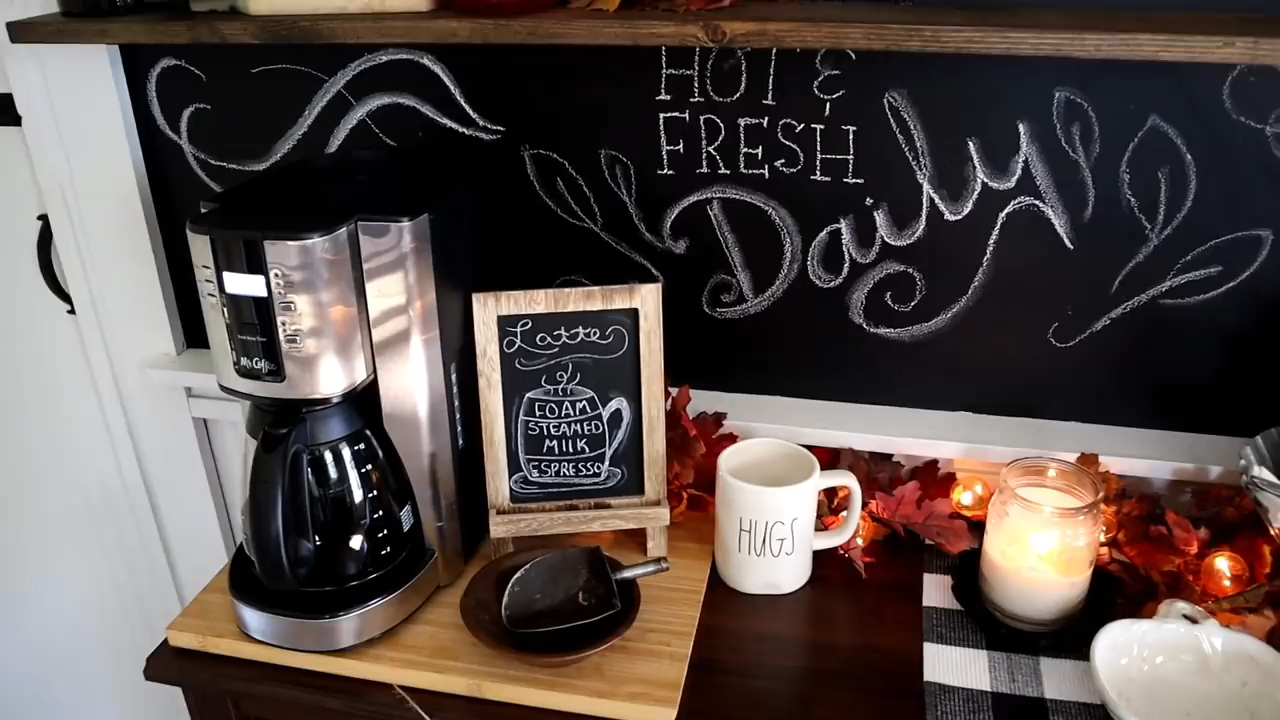 HOT &
FRESH
Daily
Mr. Coffee
Latte
FOAM
STEAMED
MILK
ESPRESSO
HUGS